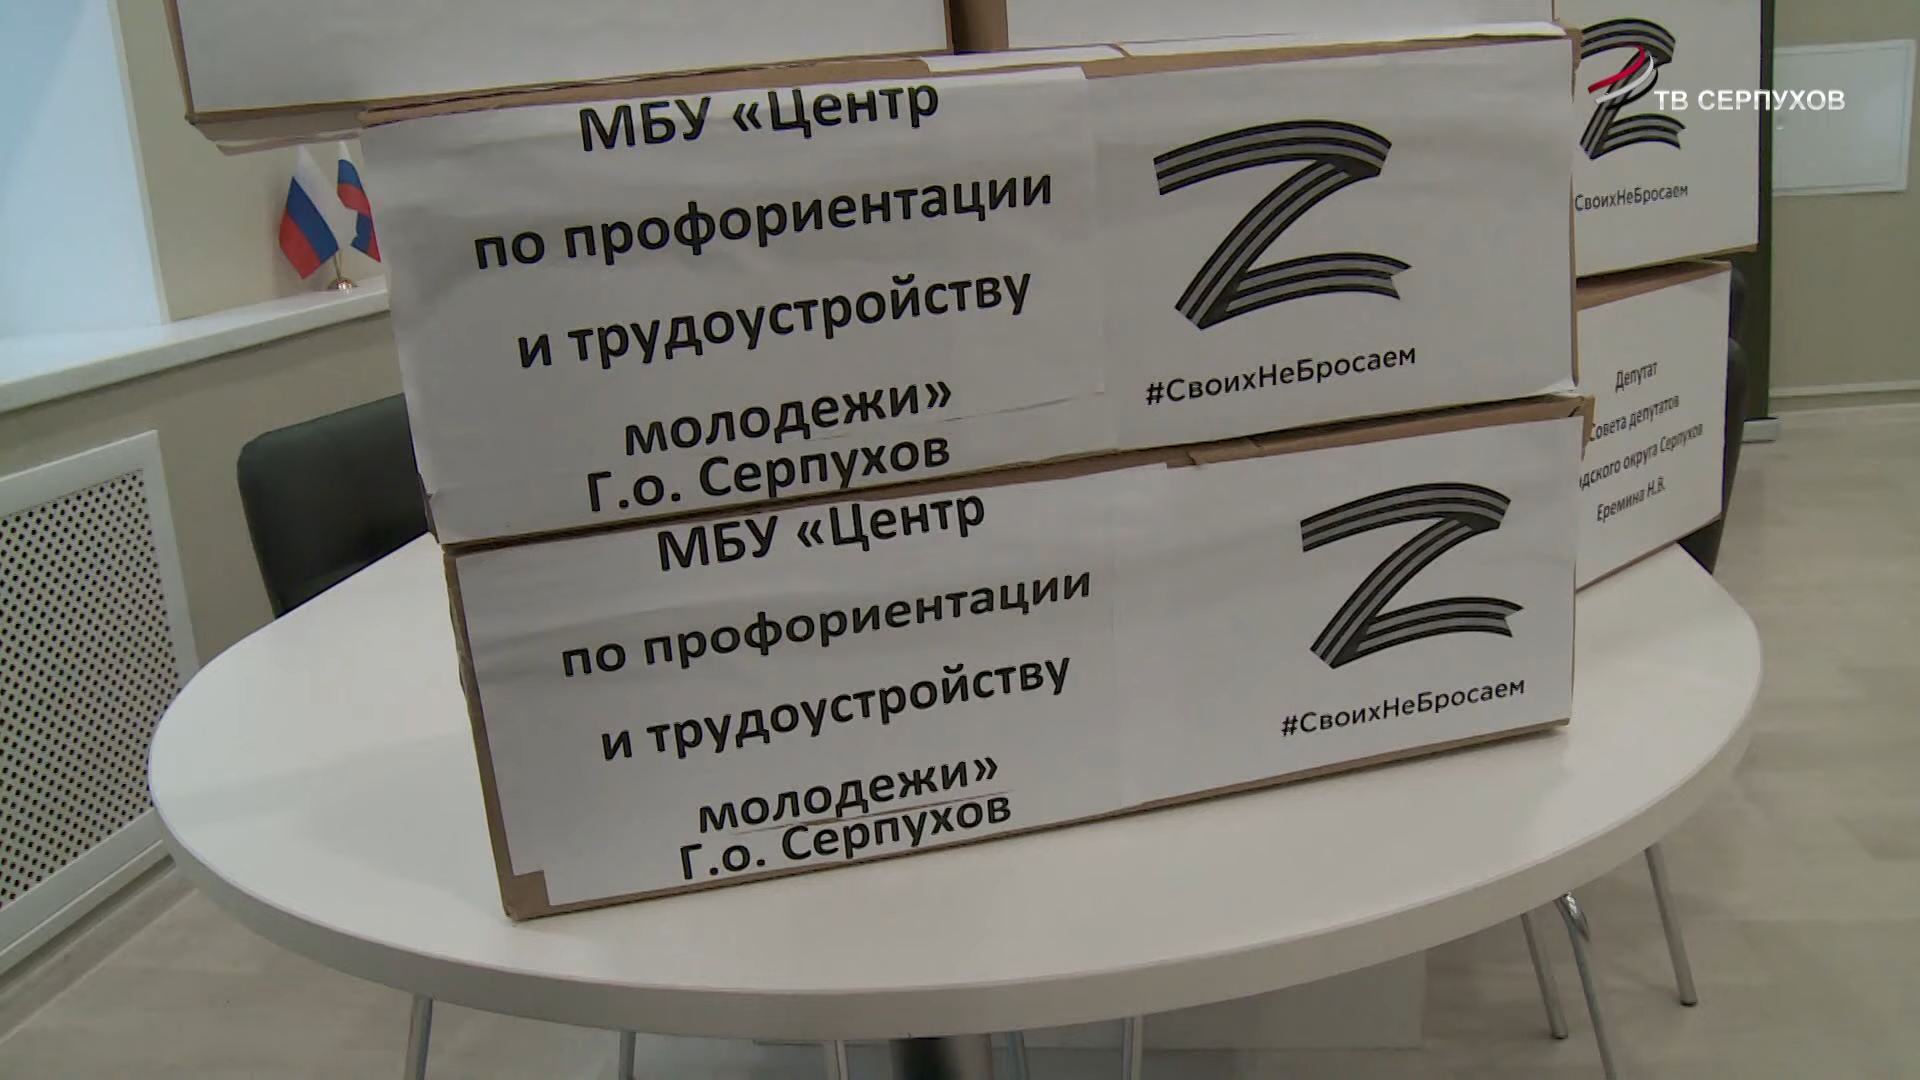 МБУ «Центр
по профориентации
и трудоустройству
молодежи»
Г.о. Серпухов
#СвоихНеБросаем
МБУ «Центр
по профориентации
и трудоустройству
молодежи»
Г.о. Серпухов
#СвоихНеБросаем
ТВ СЕРПУХОВ
СвоихНеБросаем
Депутат
Совета депутатов
одского округа Серпухов
Еремина Н.В.